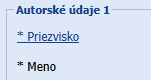 Autorské údaje 1
* Priezvisko
* Meno